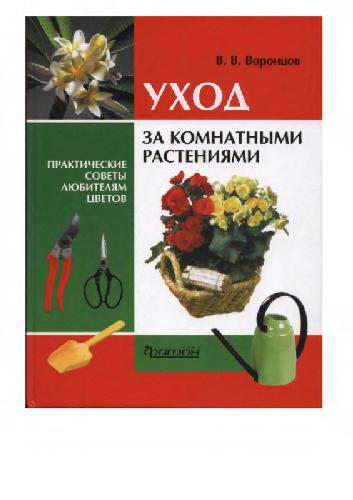 В. В. Воронцов
УХОД
ЗА КОМНАТНЫМИ
РАСТЕНИЯМИ
ПРАКТИЧЕСКИЕ
СОВЕТЫ
ЛЮБИТЕЛЯМ
ЦВЕТОВ
Фитон